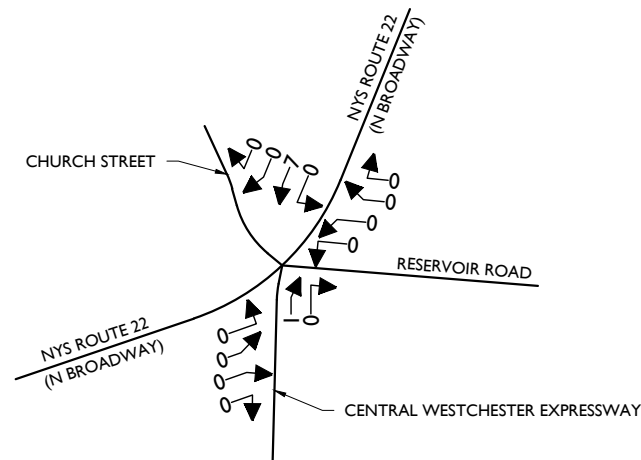 NYS ROUTE 22
(N BROADWAY)
CHURCH STREET
0
0
7
0
0
0
0
0
RESERVOIR ROAD
1
0
NYS ROUTE 22
(N BROADWAY)
0
0
0
0
CENTRAL WESTCHESTER EXPRESSWAY